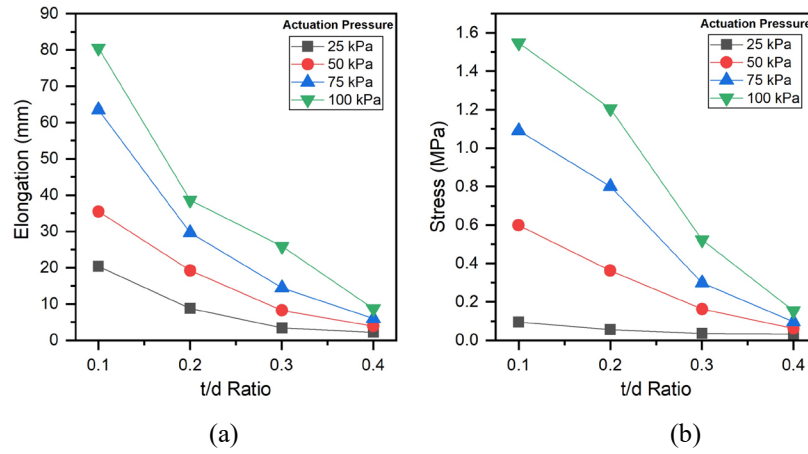 Actuation Pressure
25 kPa
50 kPa
75 kPa
100 kPa
90
80
70
60
50
40
30
20
10
0
Elongation (mm)
0.1 0.2 0.3 0.4
t/d Ratio
(a)
Actuation Pressure
25 kPa
50 kPa
75 kPa
100 kPa
1.6
1.4
1.2
1.0
0.8
0.6
0.4
0.2
0.0
Stress (MPa)
0.1 0.2 0.3 0.4
t/d Ratio
(b)